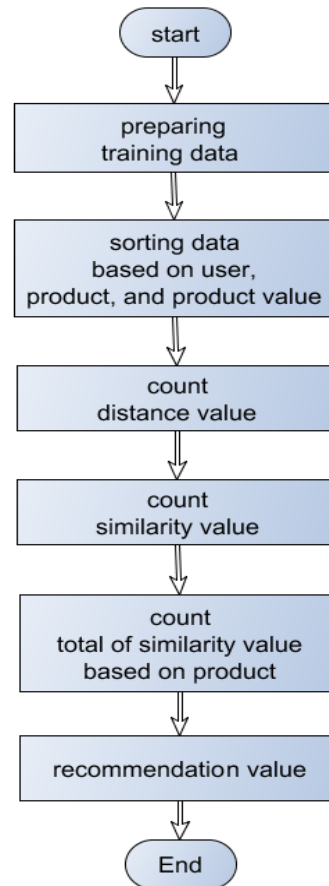 start
preparing
training data
sorting data
based on user,
product, and product value
count
distance value
count
similarity value
count
total of similarity value
based on product
recommendation value
End